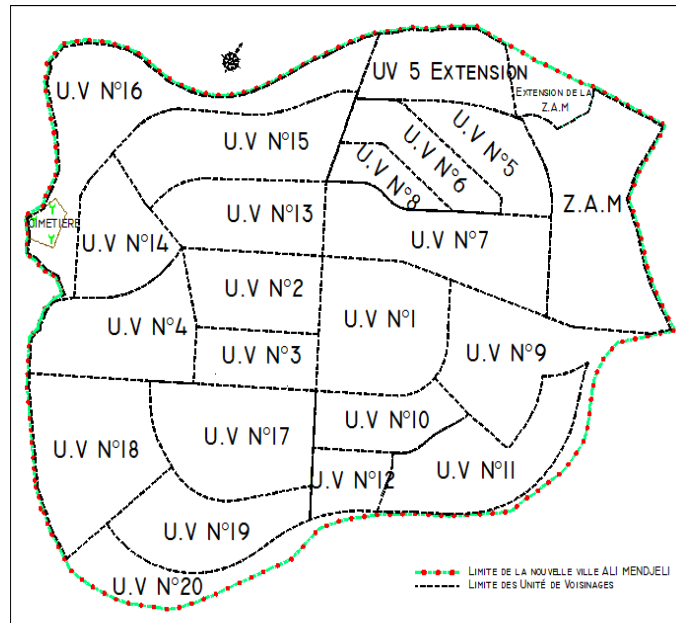 U.V N°16
UV 5 EXTENSION
EXTENSION DE LA
Z.A.M
U.V N°15
U.V N°5
U.V N°6
U.V N°8
Z.A.M
U.V N°13
CIMETIÈRE
Y
Y
U.V N°14
U.V N°7
U.V N°2
U.V N°1
U.V N°4
U.V N°3
U.V N°9
U.V N°10
U.V N°17
U.V N°18
U.V N°12
U.V N°11
U.V N°19
U.V N°20
LIMITE DE LA NOUVELLE VILLE ALI MENDJELI
LIMITE DES UNITÉ DE VOISINAGES